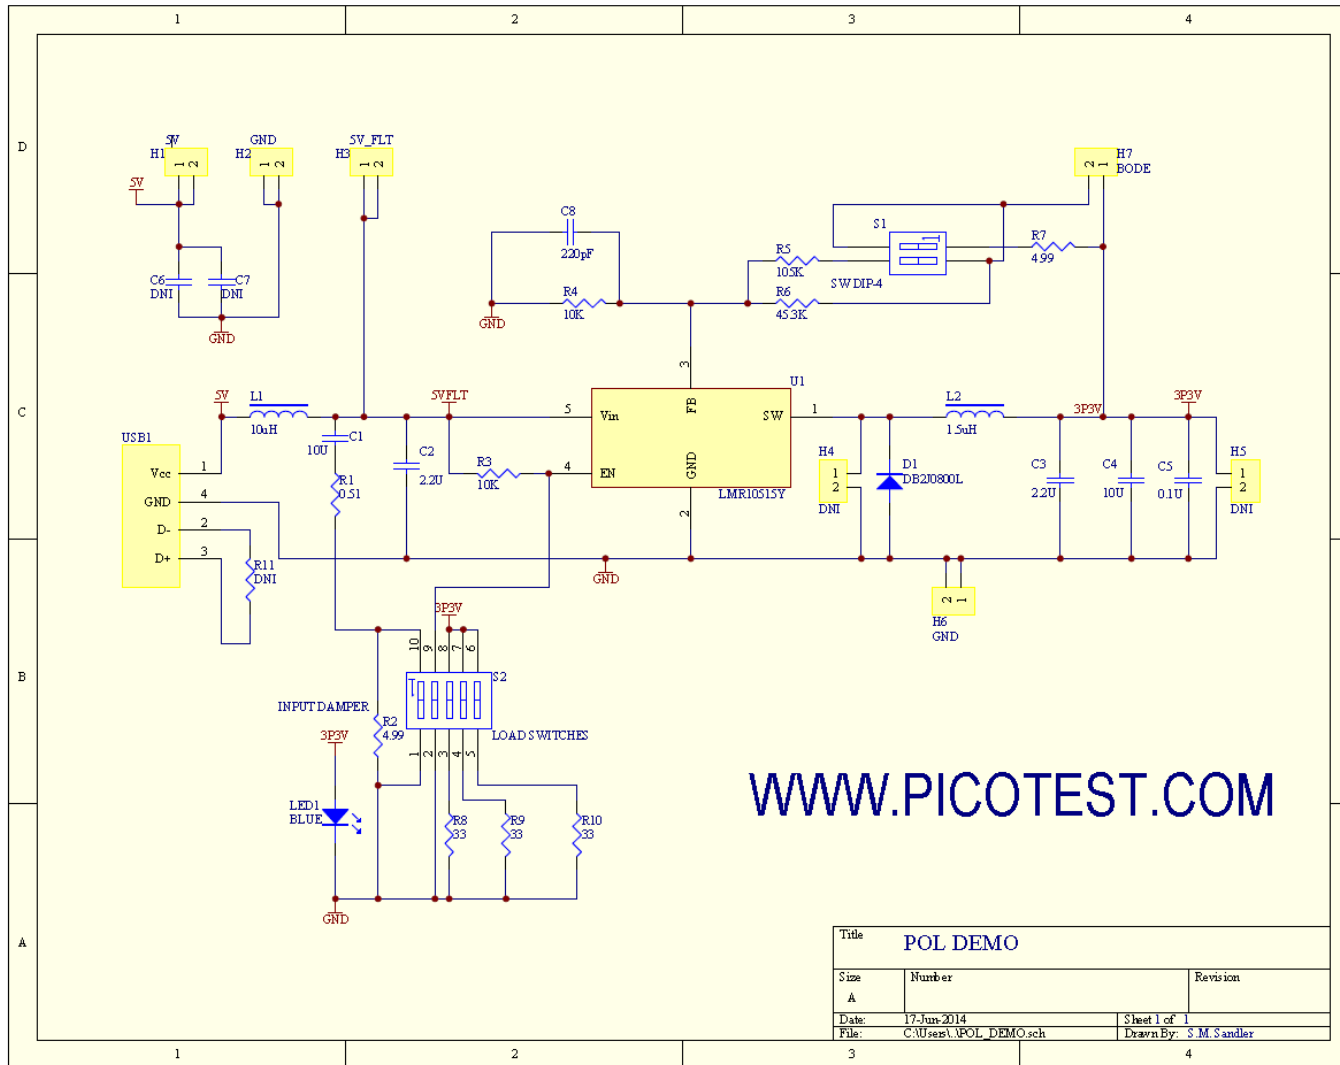 1 2 3 4
D
C
B
A
5V
H1
1 2
5V
GND
H2
1 2
5V_FLT
H3
1 2
C6
DNI
C7
DNI
GND
C8
220pF
R4
10K
GND
R5
105K
R6
45.3K
S1
1
SW DIP-4
R7
4.99
2 1
H7
BODE
5V
L1
10uH
5VFLT
C1
10U
R1
0.51
C2
2.2U
R3
10K
5
4
3
2
1
Vin
EN
FB
GND
SW
U1
LMR10515Y
L2
1.5uH
3P3V
3P3V
H4
1
2
DNI
D1
DB2J0800L
C3
2.2U
C4
10U
C5
0.1U
H5
1
2
DNI
USB1
Vcc 1
GND 4
D- 2
D+ 3
R11
DNI
GND
2 1
H6
GND
3P3V
10 9 8 7 6
S2
1
INPUT DAMPER
R2
4.99
LOAD SWITCHES
1 2 3 4 5
3P3V
LED1
BLUE
R8
33
R9
33
R10
33
GND
WWW.PICOTEST.COM
Title POL DEMO
Size Number Revision
A
Date: 17-Jun-2014 Sheet 1 of 1
File: C:\Users\..\POL_DEMO.sch Drawn By: S.M. Sandler
1 2 3 4